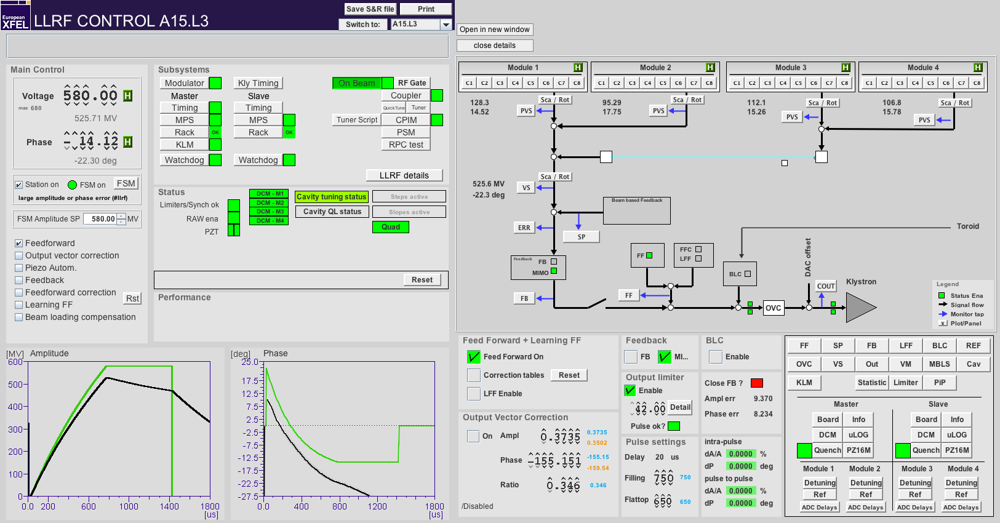 European
XFEL
LLRF CONTROL A15.L3
Save S&R file
Print
Switch to:
A15.L3
Open in new window
close details
Main Control
Voltage
580.00
H
max 680
525.71 MV
Phase
-14.12
H
-22.30 deg
Station on
FSM on
FSM
large amplitude or phase error (#llrf)
FSM Amplitude SP
580.00
MV
Feedforward
Output vector correction
Piezo Autom.
Feedback
Feedforward correction
Rst
Learning FF
Beam loading compensation
Subsystems
Modulator
Kly Timing
On Beam
RF Gate
Master
Slave
Coupler
Timing
Timing
QuickTune
Tuner
MPS
MPS
Tuner Script
CPIM
Rack
OK
Rack
OK
PSM
KLM
RPC test
Watchdog
Watchdog
LLRF details
Status
Limiters/Synch ok
RAW ena
PZT
DCM - M1
DCM - M2
DCM - M3
DCM - M4
Cavity tuning status
Steps active
Cavity QL status
Slopes active
Quad
Reset
Performance
[MV]
Amplitude
600
500
400
300
200
100
0
0.0 200 600 1000 1400 1800
[us]
[deg]
Phase
25.0
17.5
12.5
7.5
2.5
-2.5
-7.5
-12.5
-17.5
-22.5
-27.5
0.0 400 800 1200 1800
[us]
Module 1
H
C1 C2 C3 C4 C5 C6 C7 C8
Module 2
H
C1 C2 C3 C4 C5 C6 C7 C8
Module 3
H
C1 C2 C3 C4 C5 C6 C7 C8
Module 4
H
C1 C2 C3 C4 C5 C6 C7 C8
128.3
14.52
Sca / Rot
PVS
95.29
17.75
Sca / Rot
PVS
112.1
15.26
Sca / Rot
PVS
106.8
15.78
Sca / Rot
PVS
Sca / Rot
525.6 MV
-22.3 deg
VS
Beam based Feedback
ERR
SP
Toroid
Feedback
FB
MIMO
FF
FFC
LFF
BLC
DAC offset
FB
FF
OVC
COUT
Klystron
Legend
Status Ena
Signal flow
Monitor tap
x
Plot/Panel
Feed Forward + Learning FF
Feed Forward On
Correction tables
Reset
LFF Enable
Output Vector Correction
On
Ampl
0.3735
0.3735
0.3502
Phase
-155.151
-155.15
-159.54
Ratio
0.346
0.346
/Disabled
Feedback
FB
MI...
Output limiter
Enable
42.00
Detail
Pulse ok?
Pulse settings
Delay 20 us
Filling
750
750
Flattop
650
650
BLC
Enable
Close FB ?
Ampl err 9.370
Phase err 8.234
intra-pulse
dA/A 0.0000 %
dP 0.0000 deg
pulse to pulse
dA/A 0.0000 %
dP 0.0000 deg
FF SP FB LFF BLC REF
OVC VS Out VM MBLS Cav
KLM Statistic Limiter PiP
Master
Slave
Board Info
Board Info
DCM uLOG
DCM uLOG
Quench PZ16M
Quench PZ16M
Module 1 Module 2 Module 3 Module 4
Detuning Detuning Detuning Detuning
Ref Ref Ref Ref
ADC Delays ADC Delays ADC Delays ADC Delays